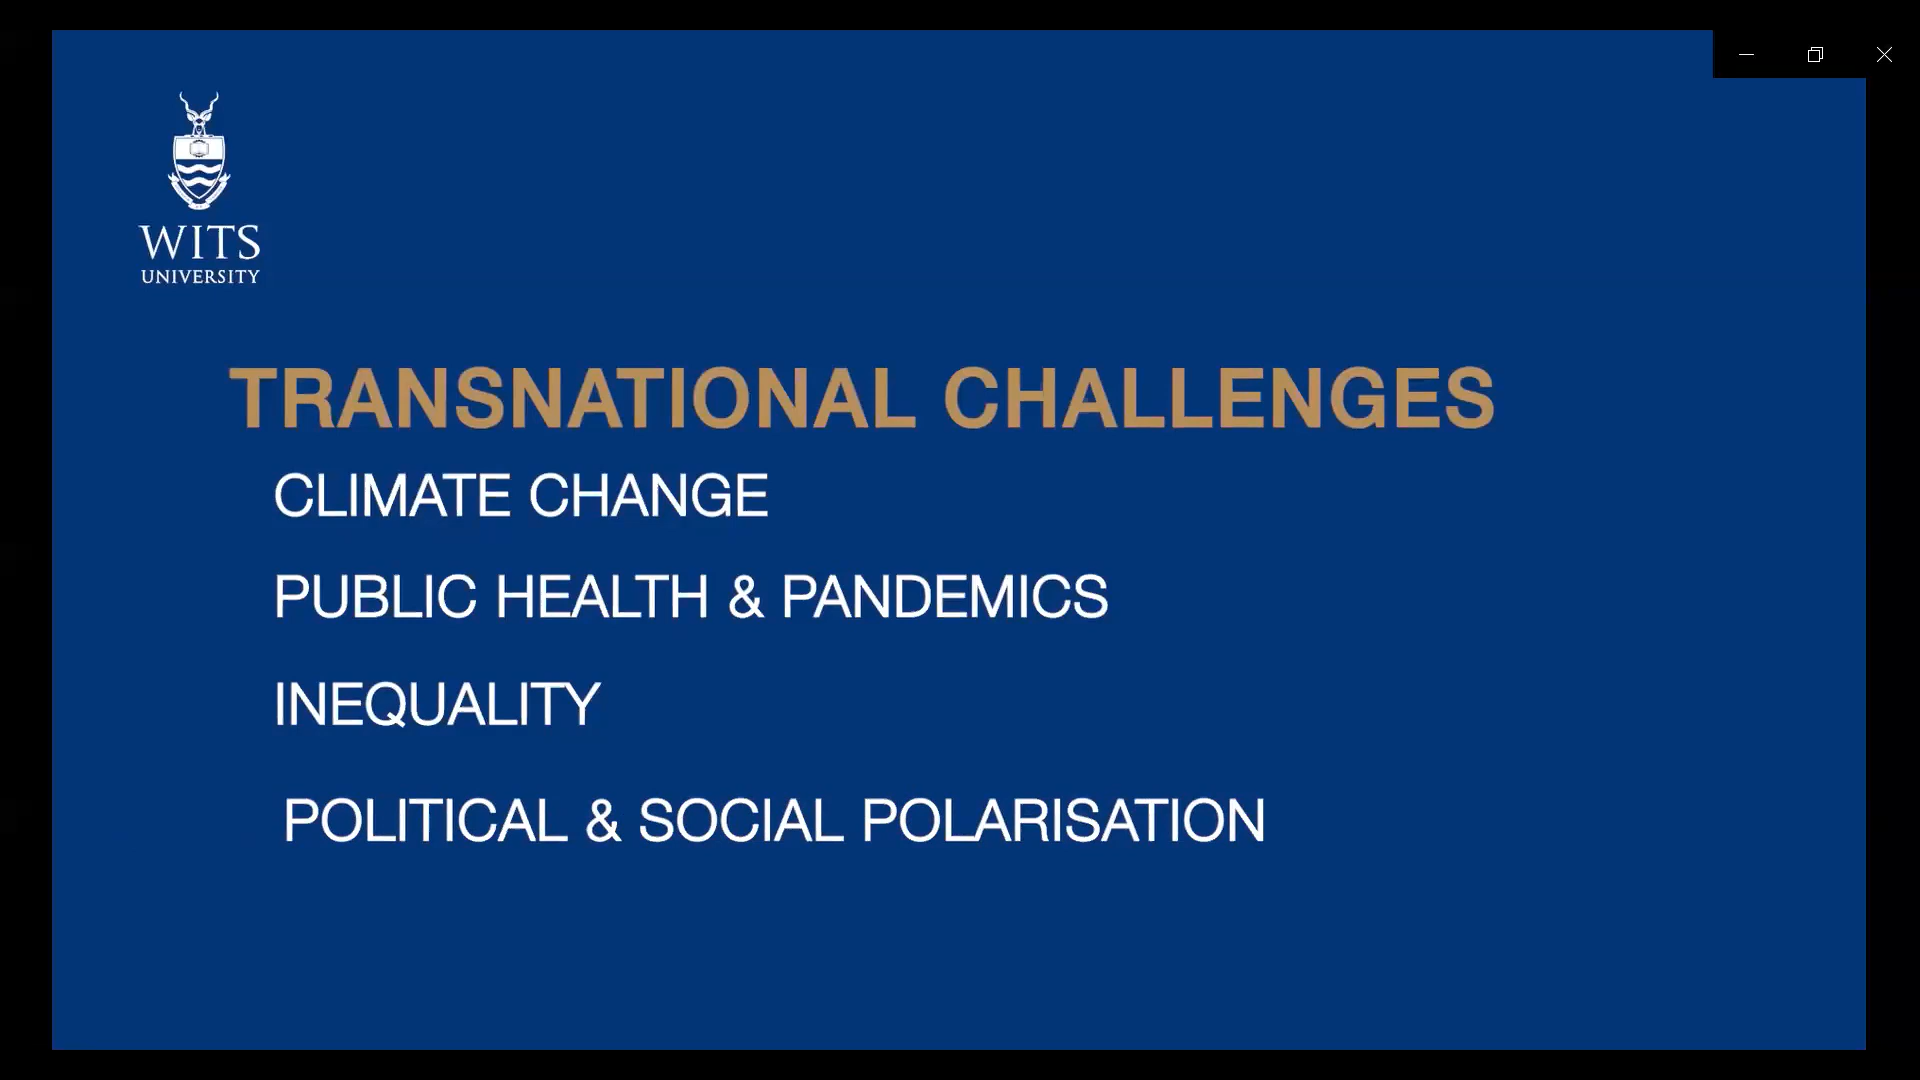 WITS
UNIVERSITY
TRANSNATIONAL CHALLENGES
CLIMATE CHANGE
PUBLIC HEALTH & PANDEMICS
INEQUALITY
POLITICAL & SOCIAL POLARISATION